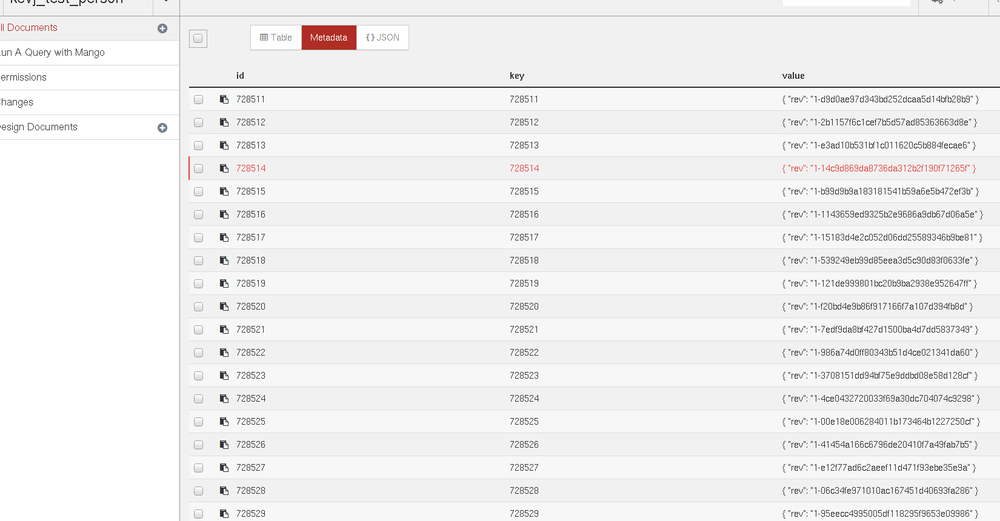 kevj_test_person
ll Documents
un A Query with Mango
ermissions
hanges
esign Documents
Table Metadata {} JSON
id key value
728511 728511 { "rev": "1-d9d0ae97d343bd252dcaa5d14bfb28b9" }
728512 728512 { "rev": "1-2b1157f6c1cef7b5d57ad85363663d8e" }
728513 728513 { "rev": "1-e3ad10b531bf1c011620c5b884fecae6" }
728514 728514 { "rev": "1-14c9d869da8736da312b2f190f71265f" }
728515 728515 { "rev": "1-b99d9b9a183181541b59a6e5b472ef3b" }
728516 728516 { "rev": "1-1143659ed9325b2e9686a9db67d06a5e" }
728517 728517 { "rev": "1-15183d4e2c052d06dd25589346b9be81" }
728518 728518 { "rev": "1-539249eb99d85eea3d5c90d83f0633fe" }
728519 728519 { "rev": "1-121de999801bc20b9ba2938e952647ff" }
728520 728520 { "rev": "1-f20bd4e9b86f917166f7a107d394fb8d" }
728521 728521 { "rev": "1-7edf9da8bf427d1500ba4d7dd5837349" }
728522 728522 { "rev": "1-986a74d0ff80343b51d4ce021341da60" }
728523 728523 { "rev": "1-3708151dd94bf75e9ddbd08e58d128cf" }
728524 728524 { "rev": "1-4ce0432720033f69a30dc704074c9298" }
728525 728525 { "rev": "1-00e18e006284011b173464b1227250cf" }
728526 728526 { "rev": "1-41454a166c6796de20410f7a49fab7b5" }
728527 728527 { "rev": "1-e12f77ad6c2aeef11d471f93ebe35e9a" }
728528 728528 { "rev": "1-06c34fe971010ac167451d40693fa286" }
728529 728529 { "rev": "1-95eecc4995005df118295f9653e09986" }